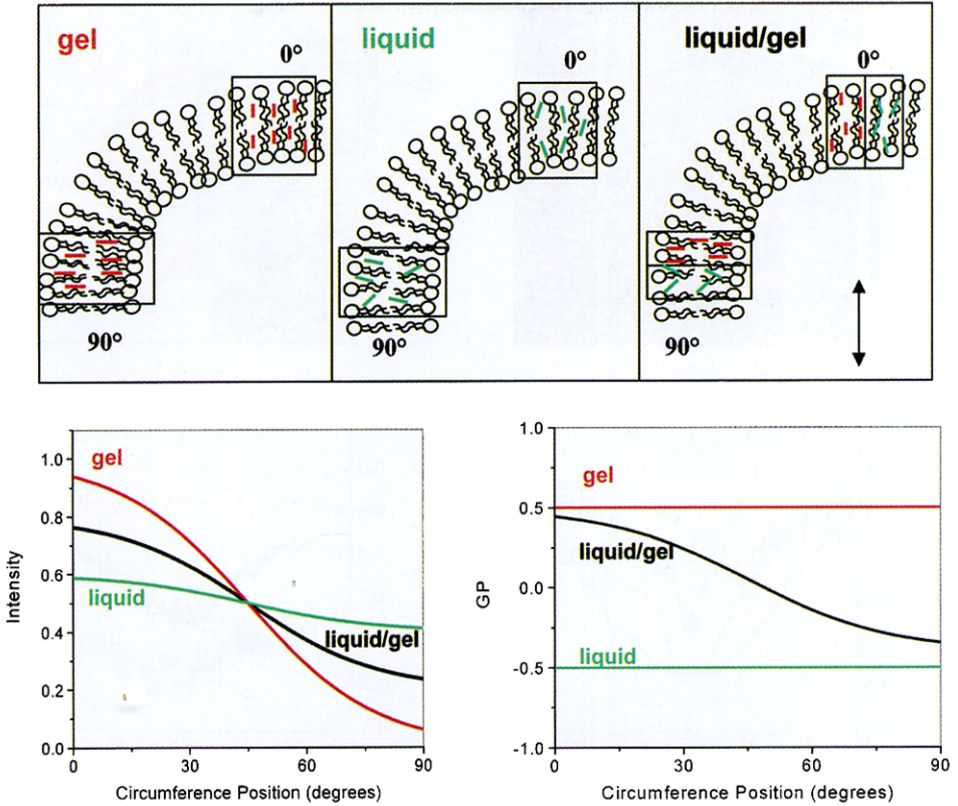 gel
liquid
liquid/gel
0°
0°
0°
90°
90°
90°
gel
liquid
liquid/gel
Intensity
1.0
0.8
0.6
0.4
0.2
0.0
0
30
60
90
Circumference Position (degrees)
gel
liquid/gel
liquid
GP
1.0
0.5
0.0
-0.5
-1.0
0
30
60
90
Circumference Position (degrees)